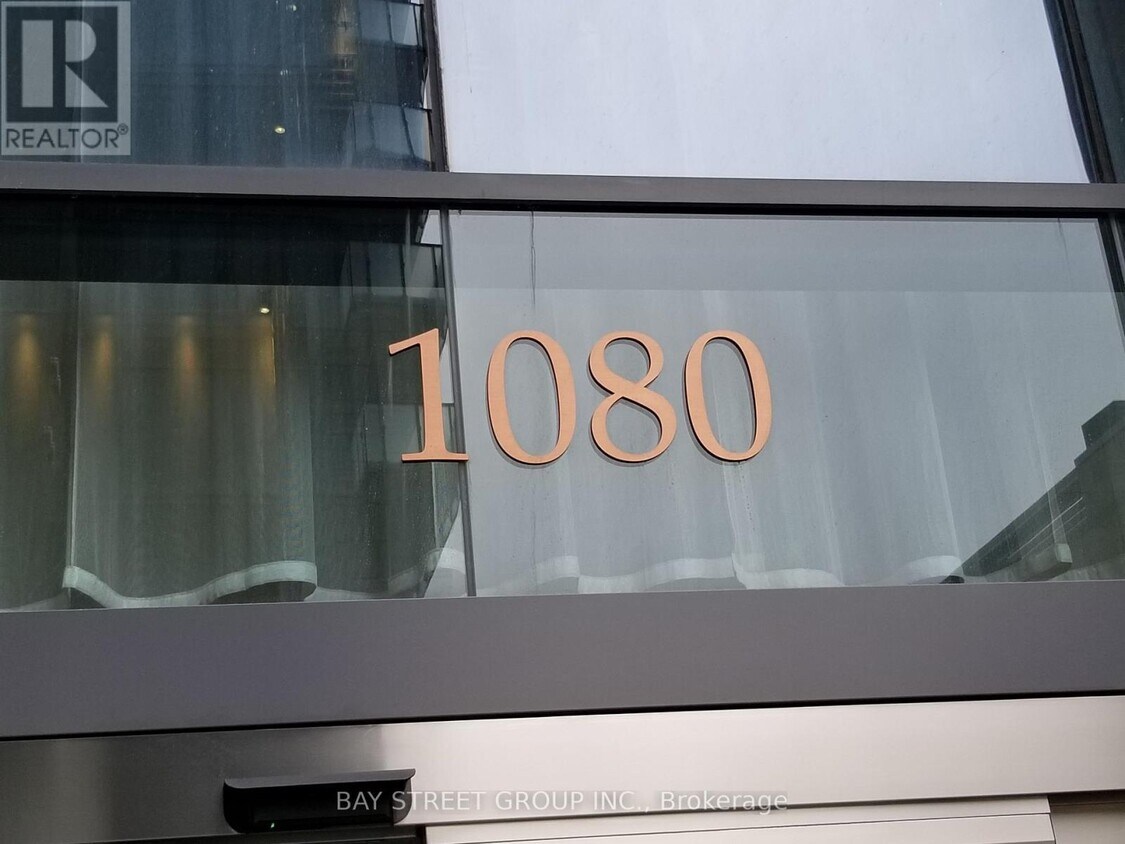 REALTOR®
1080
BAY STREET GROUP INC., Brokerage